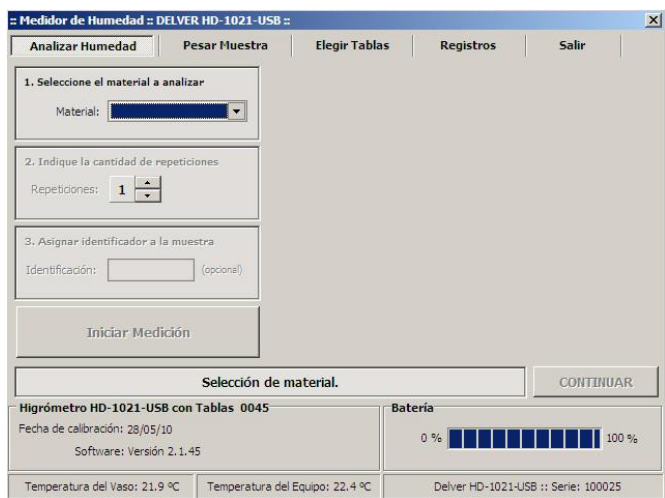 :: Medidor de Humedad :: DELVER HD-1021-USB ::
Analizar Humedad Pesar Muestra Elegir Tablas Registros Salir
1. Seleccione el material a analizar
Material:
2. Indique la cantidad de repeticiones
Repeticiones: 1
3. Asignar identificador a la muestra
Identificación: (opcional)
Iniciar Medición
Selección de material. CONTINUAR
Higrómetro HD-1021-USB con Tablas 0045
Fecha de calibración: 28/05/10
Software: Versión 2.1.45
Batería
0 % 100 %
Temperatura del Vaso: 21.9 ºC Temperatura del Equipo: 22.4 ºC Delver HD-1021-USB :: Serie: 100025